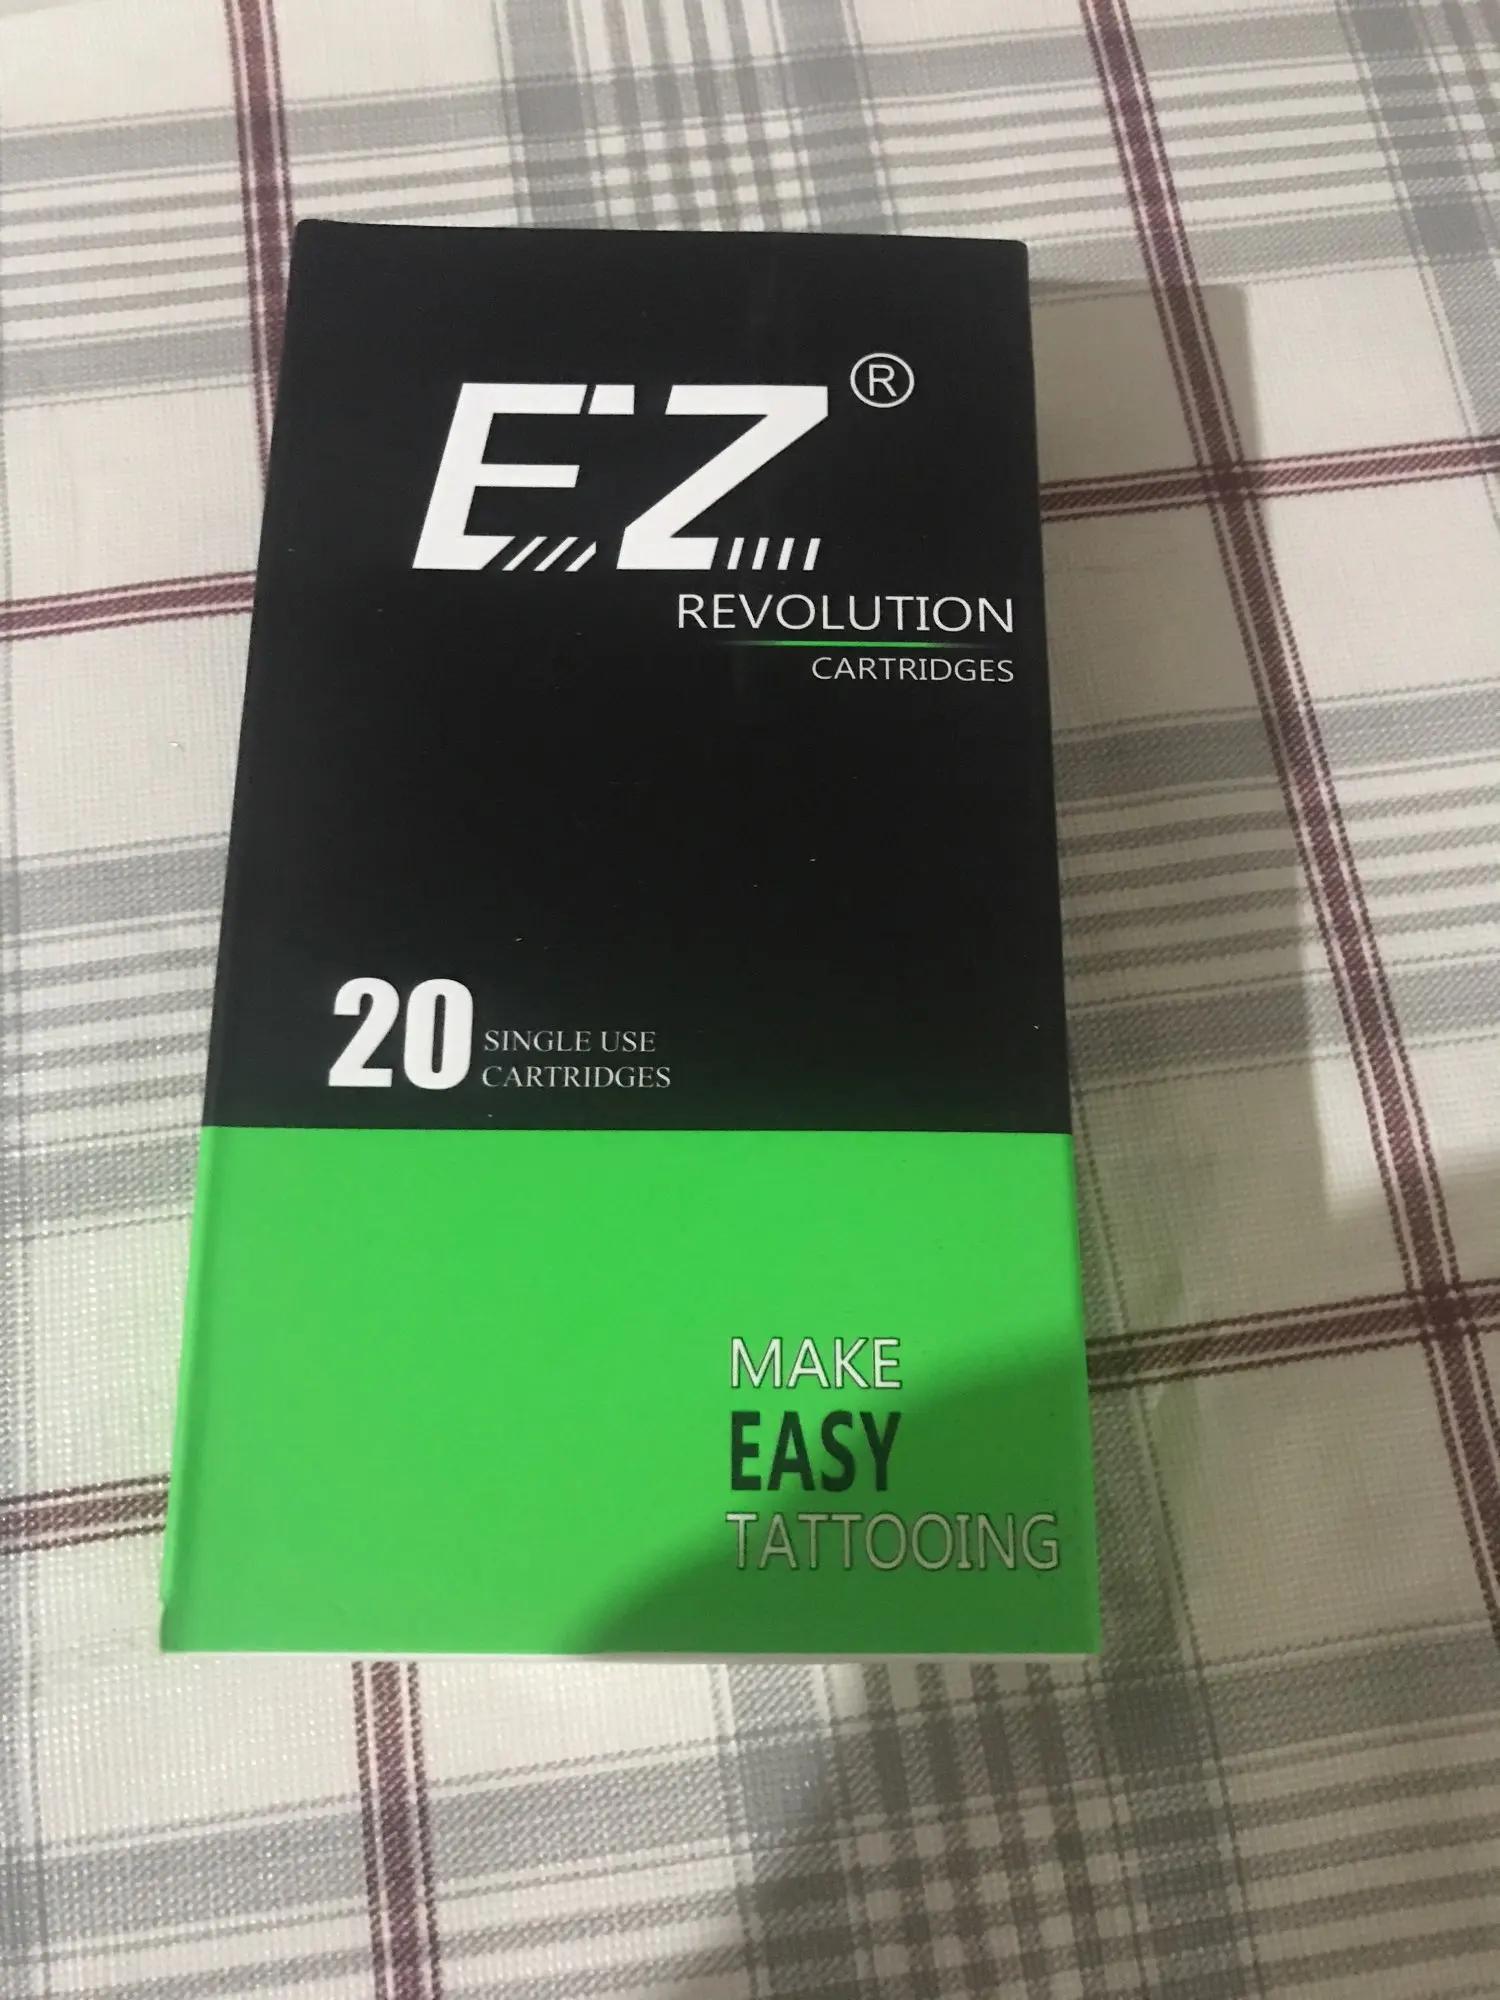 EZ®
REVOLUTION
CARTRIDGES
20 SINGLE USE
CARTRIDGES
MAKE
EASY
TATTOOING